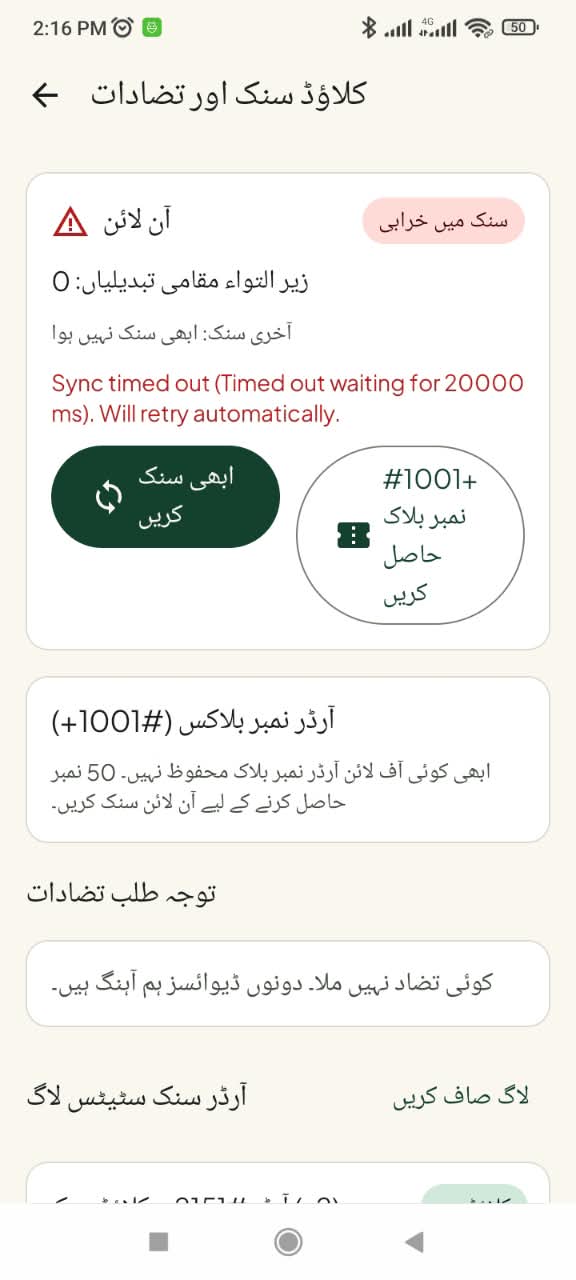 2:16 PM
4G
50
کلاؤڈ سنک اور تضادات
آن لائن
سنک میں خرابی
زیر التواء مقامی تبدیلیاں: 0
آخری سنک: ابھی سنک نہیں ہوا
Sync timed out (Timed out waiting for 20000
ms). Will retry automatically.
ابھی سنک
کریں
#1001+
نمبر بلاک
حاصل
کریں
آرڈر نمبر بلاکس (#1001+)
ابھی کوئی آف لائن آرڈر نمبر بلاک محفوظ نہیں۔ 50 نمبر
حاصل کرنے کے لیے آن لائن سنک کریں۔
توجہ طلب تضادات
کوئی تضاد نہیں ملا۔ دونوں ڈیوائسز ہم آہنگ ہیں۔
آرڈر سنک سٹیٹس لاگ
لاگ صاف کریں